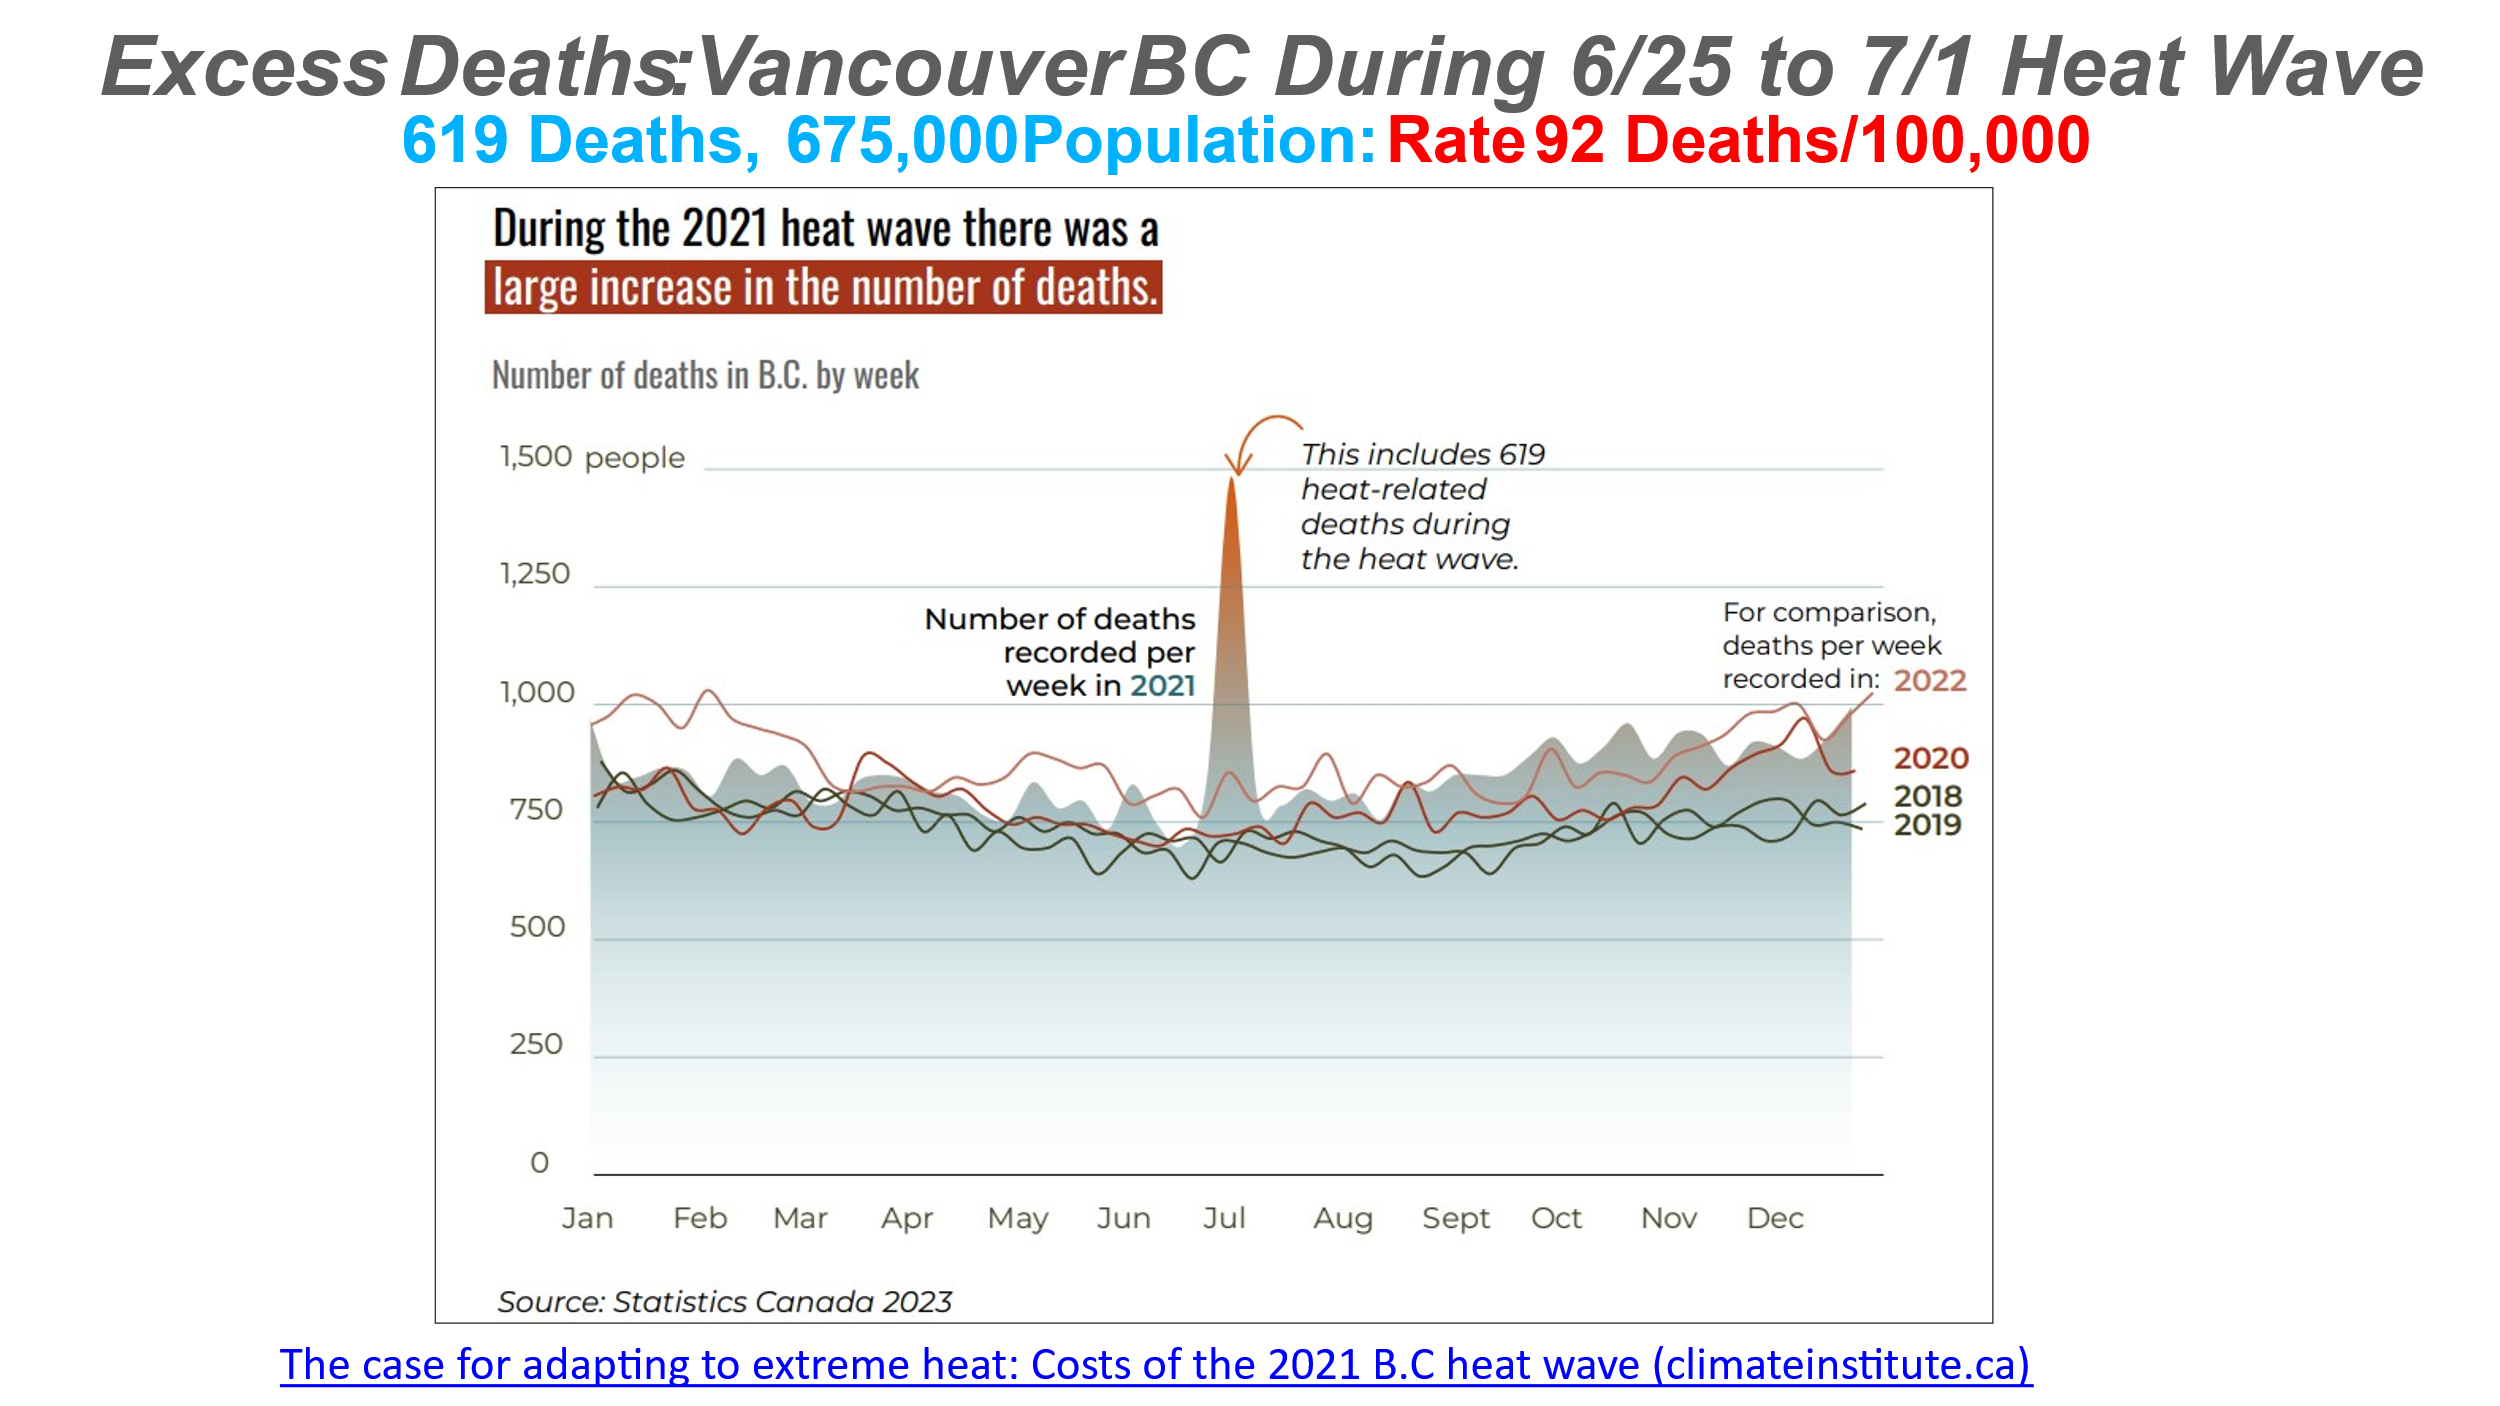 Excess Deaths: Vancouver BC During 6/25 to 7/1 Heat Wave
619 Deaths, 675,000 Population: Rate 92 Deaths/100,000
During the 2021 heat wave there was a
large increase in the number of deaths.
Number of deaths in B.C. by week
1,500 people
This includes 619
heat-related
deaths during
the heat wave.
1,250
Number of deaths
recorded per
week in 2021
For comparison,
deaths per week
recorded in: 2022
1,000
2020
2018
2019
750
500
250
0
Jan Feb Mar Apr May Jun Jul Aug Sept Oct Nov Dec
Source: Statistics Canada 2023
The case for adapting to extreme heat: Costs of the 2021 B.C heat wave (climateinstitute.ca)